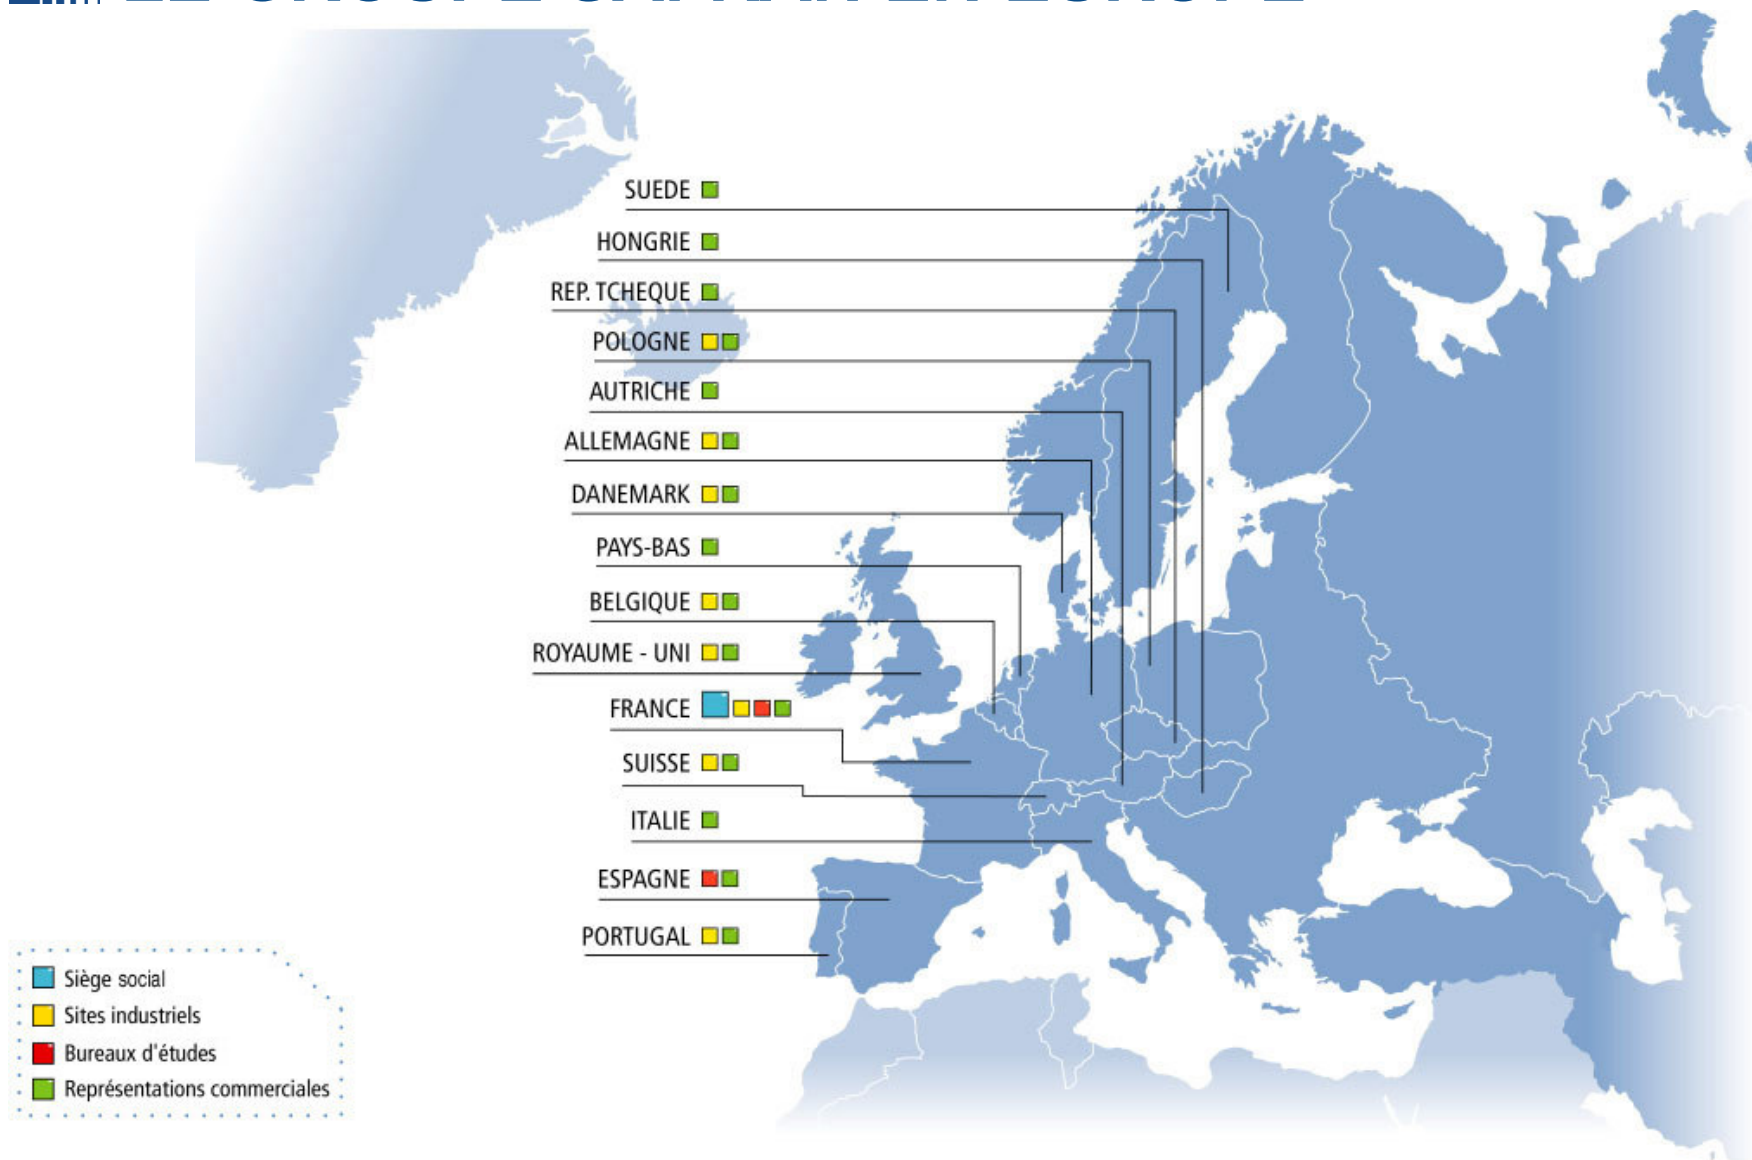 SUEDE
HONGRIE
REP. TCHEQUE
POLOGNE
AUTRICHE
ALLEMAGNE
DANEMARK
PAYS-BAS
BELGIQUE
ROYAUME - UNI
FRANCE
SUISSE
ITALIE
ESPAGNE
PORTUGAL
Siège social
Sites industriels
Bureaux d'études
Représentations commerciales